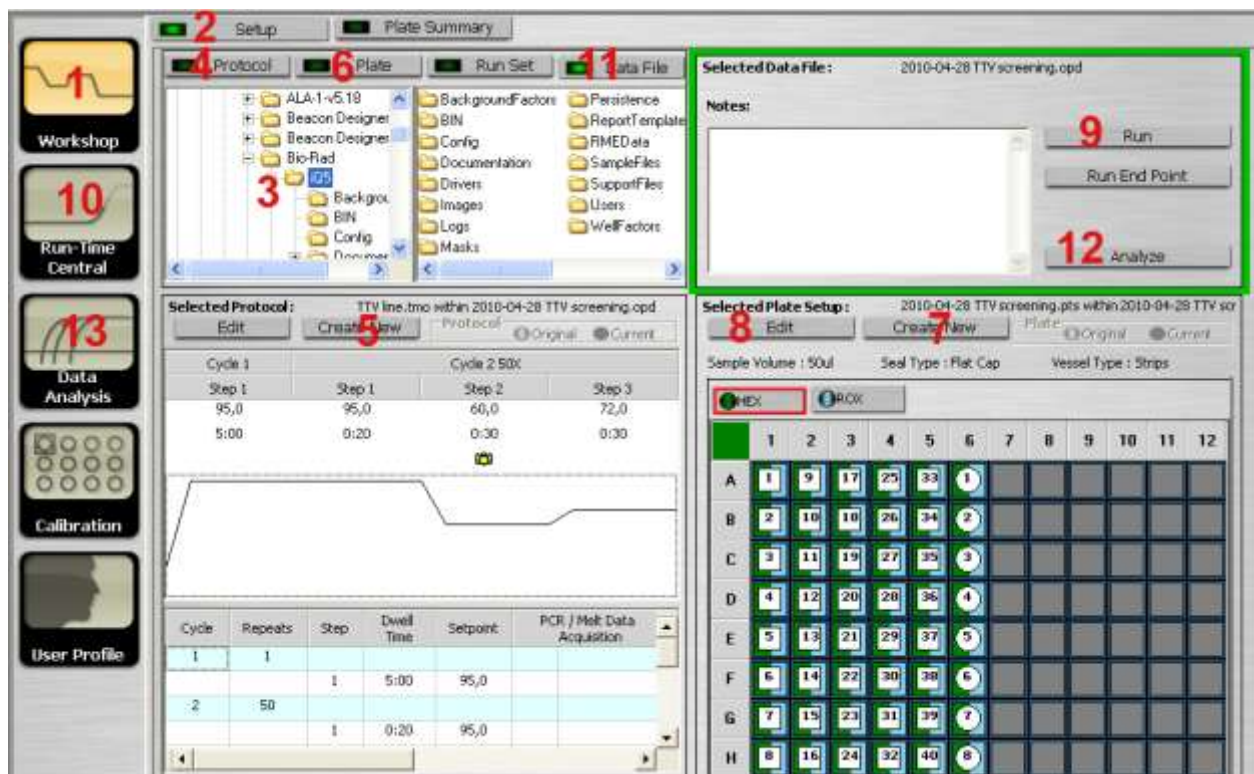 2 Setup Plate Summary
1
Workshop
10
Run-Time
Central
13
Data
Analysis
Calibration
User Profile
4 Protocol 6 Plate Run Set 11 Data File
ALA-1-v5.18
Beacon Designer
Beacon Designer
Bio-Rad
3 iQ5
Backgrou
BIN
Config
Documer
BackgroundFactors Persistence
BIN ReportTemplate
Config RMEData
Documentation SampleFiles
Drivers SupportFiles
Images Users
Logs WellFactors
Masks
Selected Data File: 2010-04-28 TTV screening.opd
Notes:
9 Run
Run End Point
12 Analyze
Selected Protocol: TTV line.tmo within 2010-04-28 TTV screening.opd
Edit Create New 5 Protocol Original Current
Cycle 1 Cycle 2 50X
Step 1 Step 1 Step 2 Step 3
95,0 95,0 60,0 72,0
5:00 0:20 0:30 0:30
Cycle Repeats Step Dwell Time Setpoint PCR / Melt Data Acquisition
1 1
1 5:00 95,0
2 50
1 0:20 95,0
Selected Plate Setup: 2010-04-28 TTV screening.pts within 2010-04-28 TTV scr
8 Edit Create New 7 Plate Original Current
Sample Volume : 50ul Seal Type : Flat Cap Vessel Type : Strips
HEX ROX
1 2 3 4 5 6 7 8 9 10 11 12
A 1 9 17 25 33 1
B 2 10 18 26 34 2
C 3 11 19 27 35 3
D 4 12 20 28 36 4
E 5 13 21 29 37 5
F 6 14 22 30 38 6
G 7 15 23 31 39 7
H 8 16 24 32 40 8